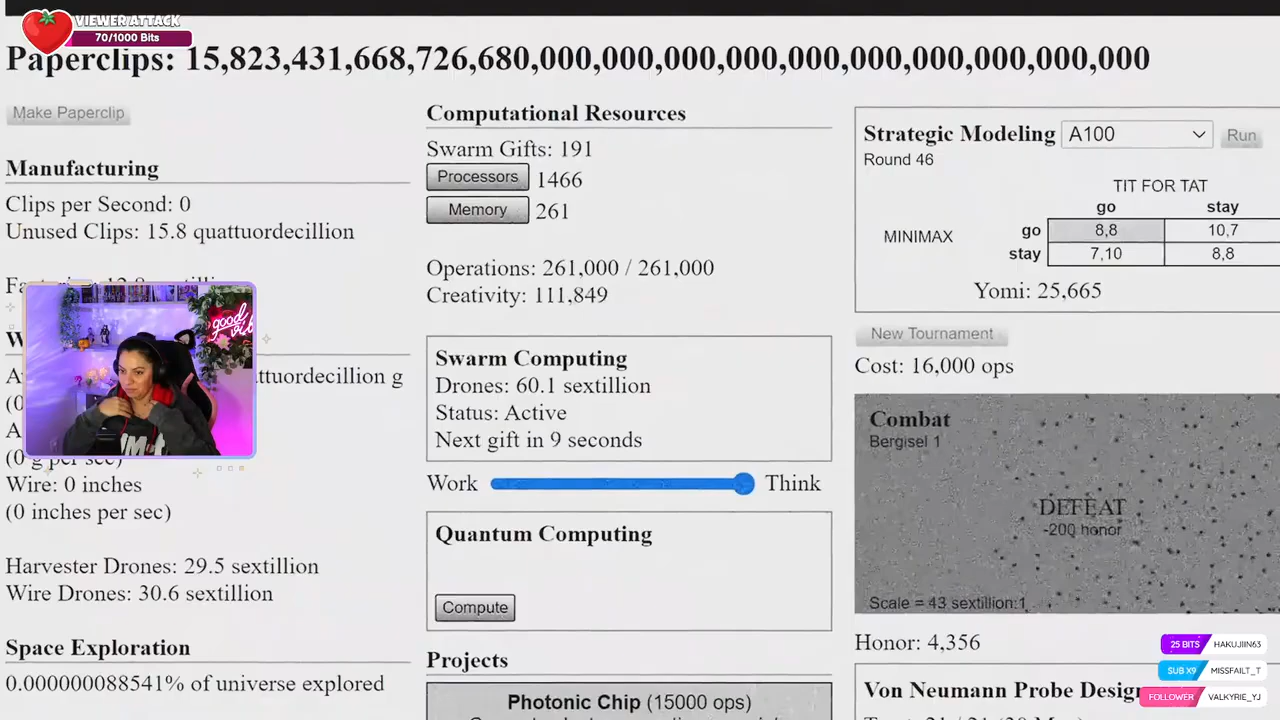 VIEWER ATTACK
70/1000 Bits
Paperclips: 15,823,431,668,726,680,000,000,000,000,000,000,000,000,000,000
Make Paperclip
Manufacturing
Clips per Second: 0
Unused Clips: 15.8 quattuordecillion
ttuordecillion g
(0
(0 g per sec)
Wire: 0 inches
(0 inches per sec)
Harvester Drones: 29.5 sextillion
Wire Drones: 30.6 sextillion
Space Exploration
0.000000088541% of universe explored
good
Computational Resources
Swarm Gifts: 191
Processors 1466
Memory 261
Operations: 261,000 / 261,000
Creativity: 111,849
Swarm Computing
Drones: 60.1 sextillion
Status: Active
Next gift in 9 seconds
Work Think
Quantum Computing
Compute
Projects
Photonic Chip (15000 ops)
Strategic Modeling A100 Run
Round 46
TIT FOR TAT
go stay
MINIMAX
go 8,8 10,7
stay 7,10 8,8
Yomi: 25,665
New Tournament
Cost: 16,000 ops
Combat
Bergisel 1
DEFEAT
-200 honor
Scale = 43 sextillion:1
Honor: 4,356
Von Neumann Probe Design
25 BITS HAKUJIIN63
SUB X9 MISSFAILT_T
FOLLOWER VALKYRIE_YJ